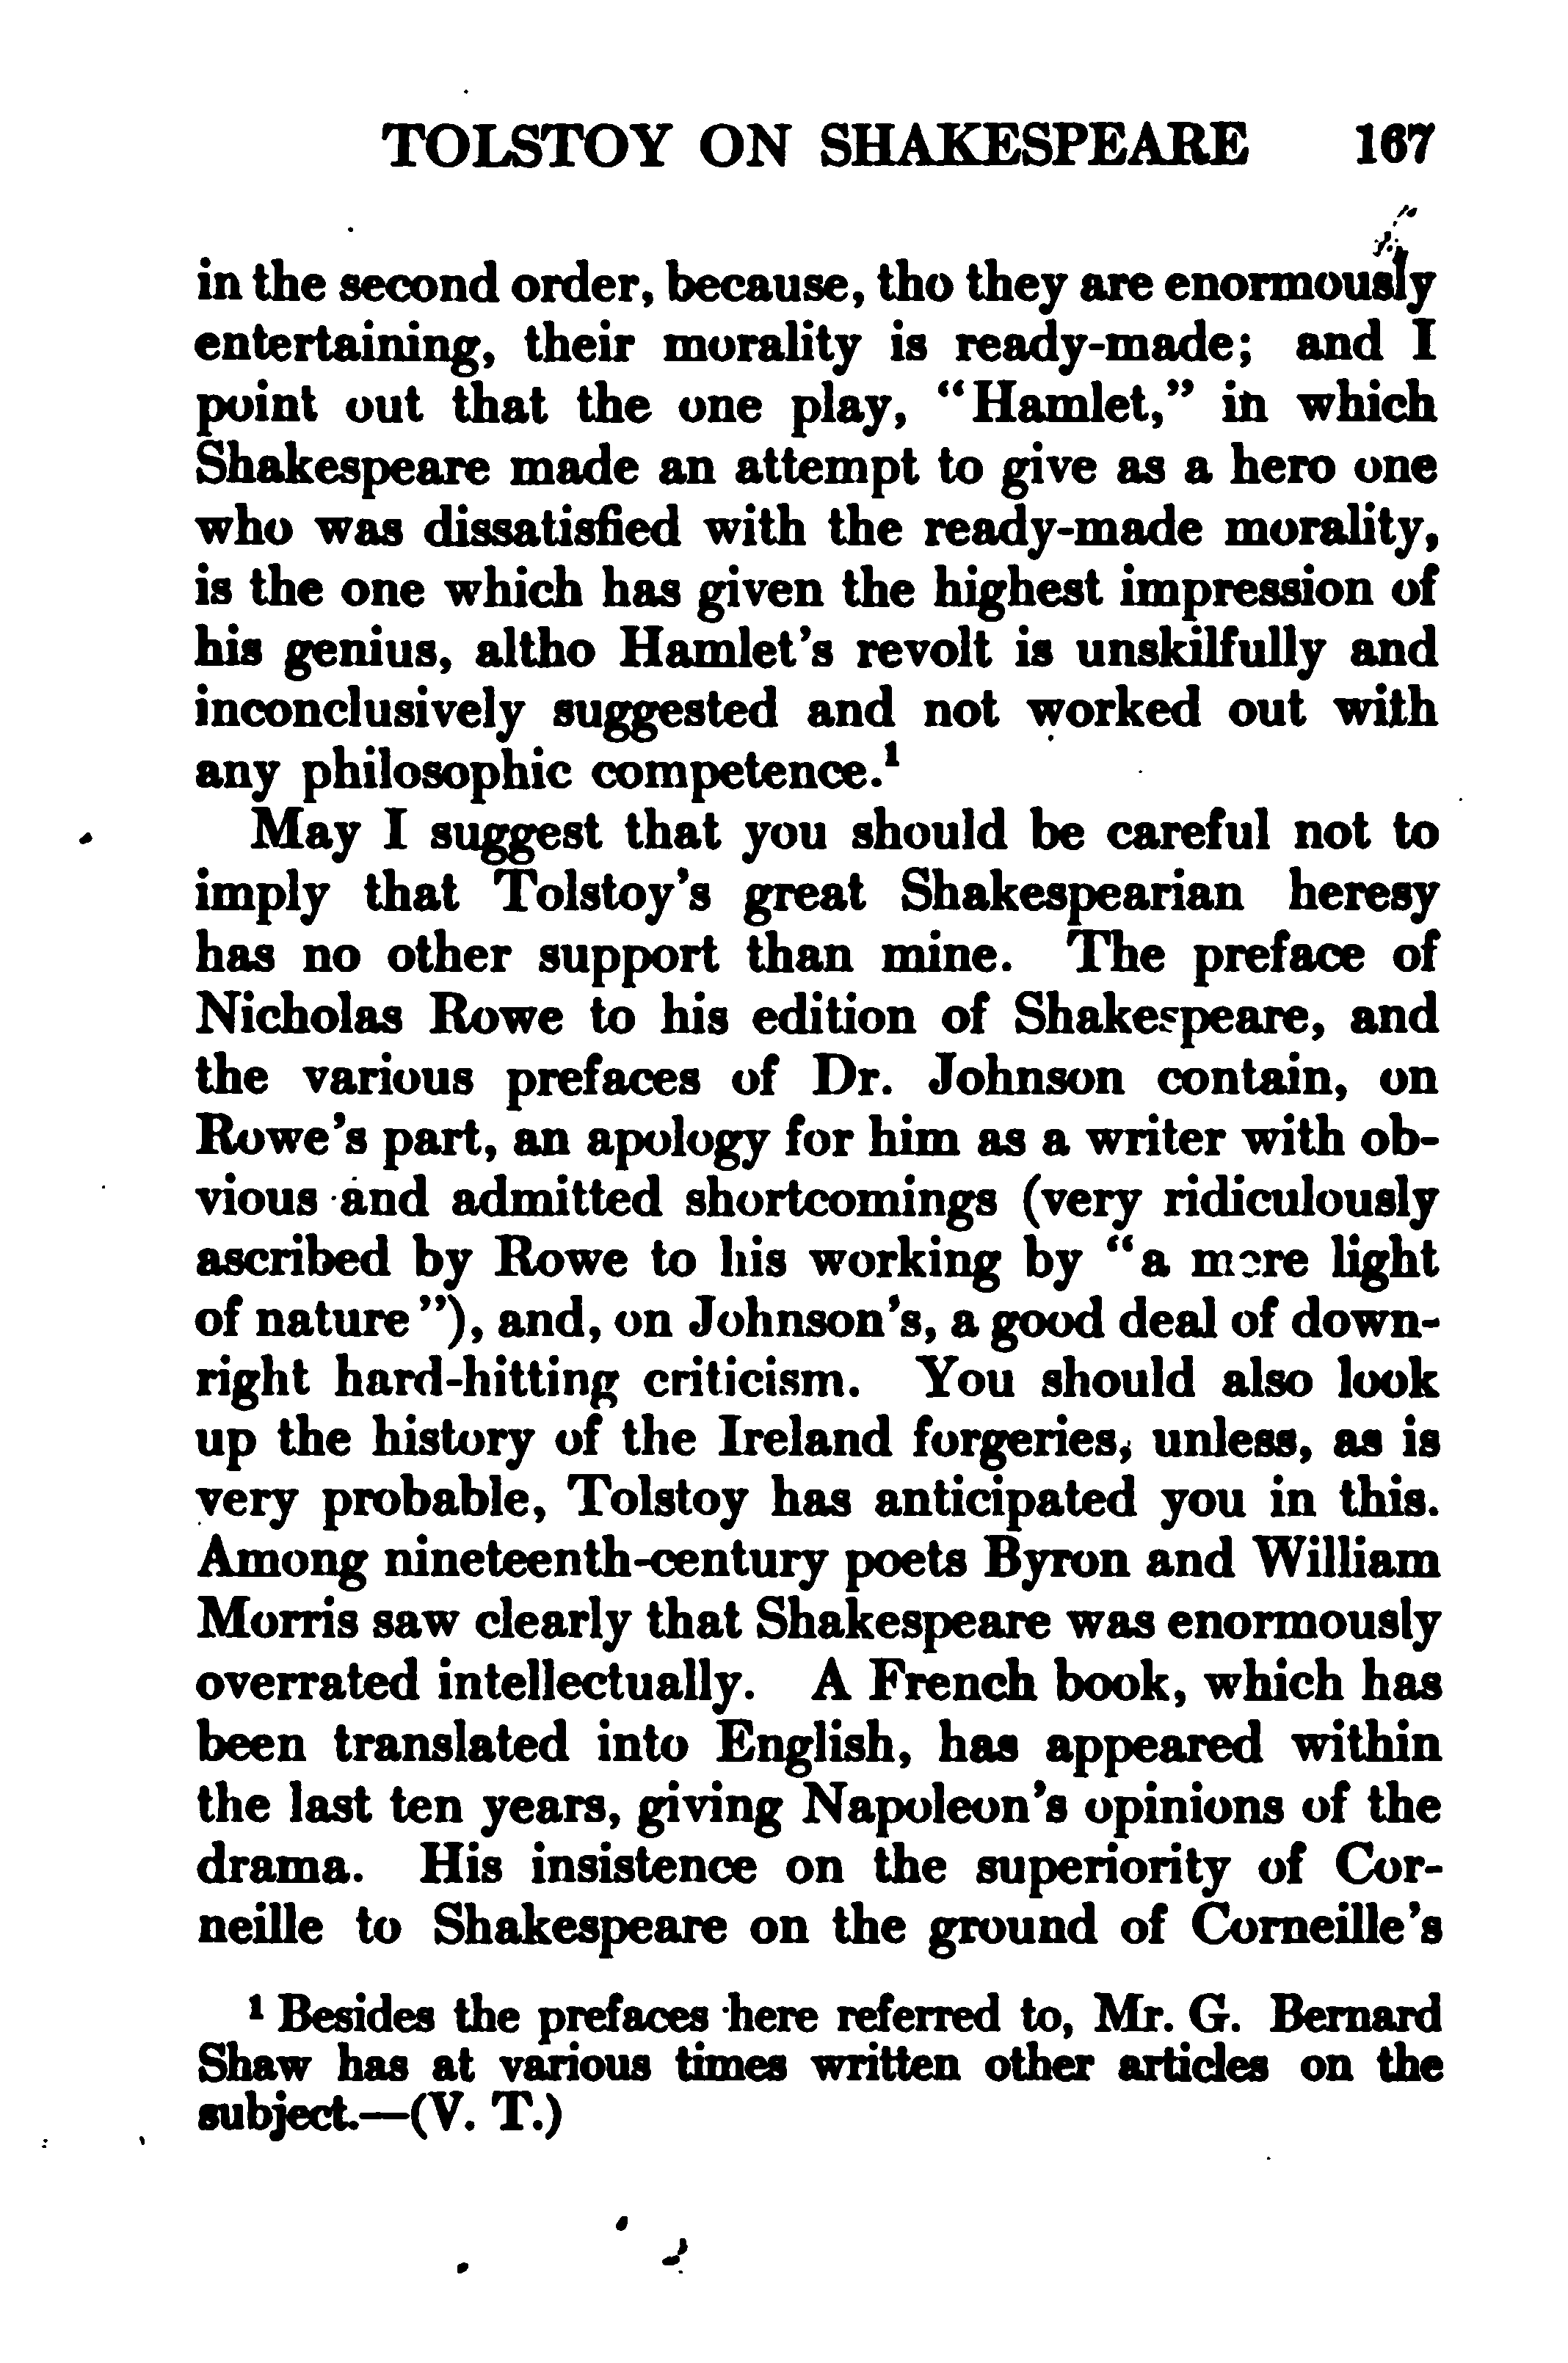 TOLSTOY ON SHAKESPEARE 167
in the second order, because, tho they are enormously
entertaining, their morality is ready-made; and I
point out that the one play, “Hamlet,” in which
Shakespeare made an attempt to give as a hero one
who was dissatisfied with the ready-made morality,
is the one which has given the highest impression of
his genius, altho Hamlet’s revolt is unskilfully and
inconclusively suggested and not worked out with
any philosophic competence.¹
May I suggest that you should be careful not to
imply that Tolstoy’s great Shakespearian heresy
has no other support than mine. The preface of
Nicholas Rowe to his edition of Shakespeare, and
the various prefaces of Dr. Johnson contain, on
Rowe’s part, an apology for him as a writer with ob-
vious and admitted shortcomings (very ridiculously
ascribed by Rowe to his working by “a mere light
of nature”), and, on Johnson’s, a good deal of down-
right hard-hitting criticism. You should also look
up the history of the Ireland forgeries, unless, as is
very probable, Tolstoy has anticipated you in this.
Among nineteenth-century poets Byron and William
Morris saw clearly that Shakespeare was enormously
overrated intellectually. A French book, which has
been translated into English, has appeared within
the last ten years, giving Napoleon’s opinions of the
drama. His insistence on the superiority of Cor-
neille to Shakespeare on the ground of Corneille’s
¹ Besides the prefaces here referred to, Mr. G. Bernard
Shaw has at various times written other articles on the
subject.—(V. T.)